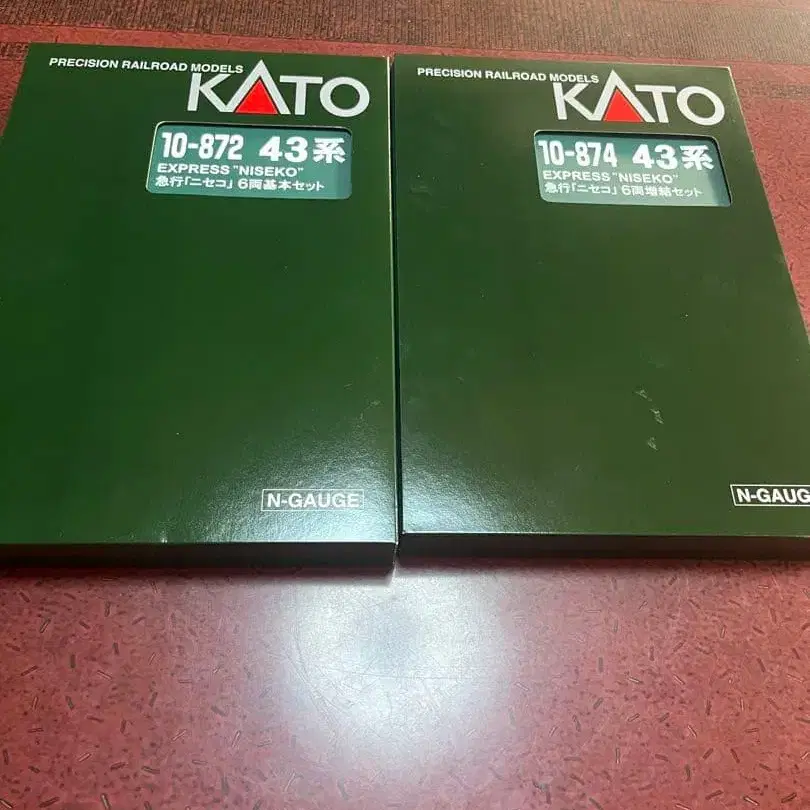 PRECISION RAILROAD MODELS
KATO
10-872 43系
EXPRESS "NISEKO"
急行「ニセコ」6両基本セット
N-GAUGE
PRECISION RAILROAD MODELS
KATO
10-874 43系
EXPRESS "NISEKO"
急行「ニセコ」6両増結セット
N-GAUG